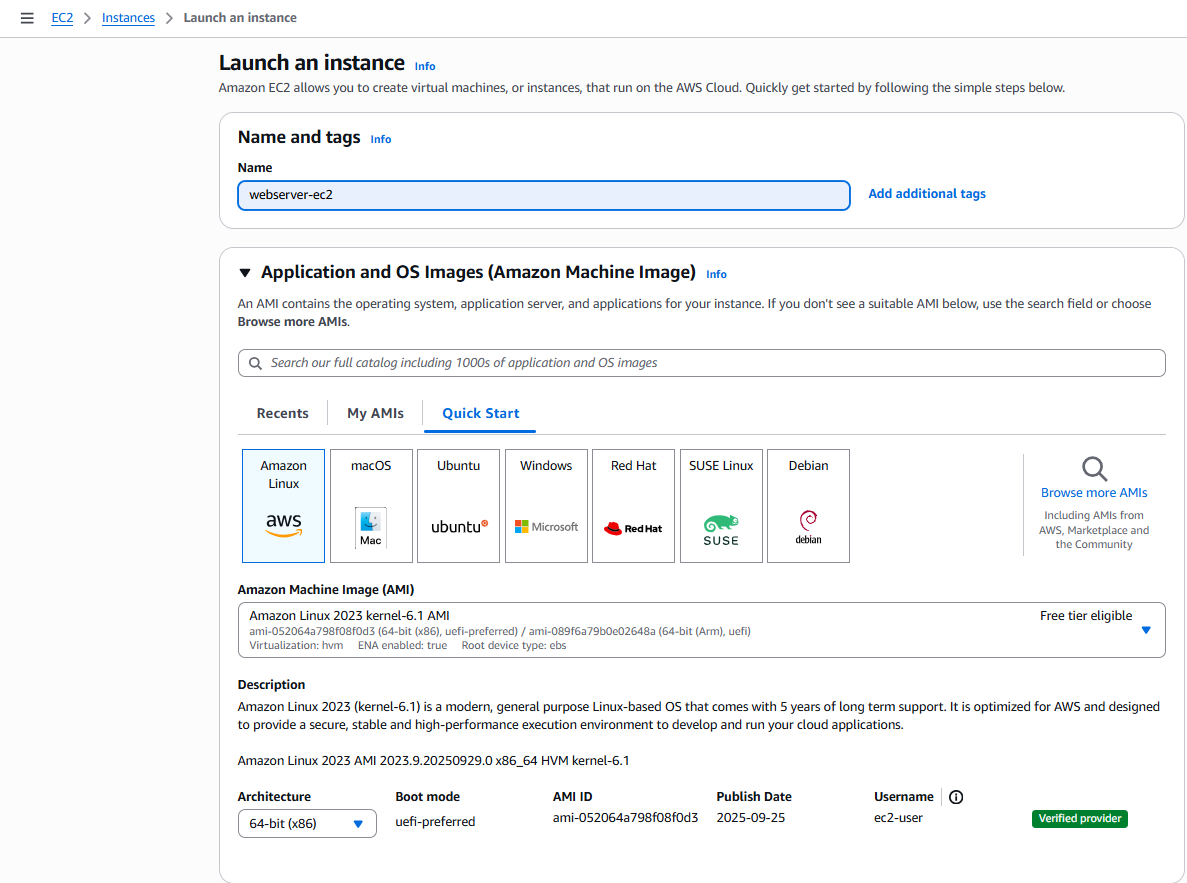 EC2 > Instances > Launch an instance
Launch an instance Info
Amazon EC2 allows you to create virtual machines, or instances, that run on the AWS Cloud. Quickly get started by following the simple steps below.
Name and tags Info
Name
webserver-ec2
Add additional tags
Application and OS Images (Amazon Machine Image) Info
An AMI contains the operating system, application server, and applications for your instance. If you don't see a suitable AMI below, use the search field or choose
Browse more AMIs.
Search our full catalog including 1000s of application and OS images
Recents My AMIs Quick Start
Amazon
Linux
aws
macOS
Mac
Ubuntu
ubuntu
Windows
Microsoft
Red Hat
Red Hat
SUSE Linux
SUSE
Debian
debian
Browse more AMIs
Including AMIs from
AWS, Marketplace and
the Community
Amazon Machine Image (AMI)
Amazon Linux 2023 kernel-6.1 AMI Free tier eligible
ami-052064a798f08f0d3 (64-bit (x86), uefi-preferred) / ami-089f6a79b0e02648a (64-bit (Arm), uefi)
Virtualization: hvm ENA enabled: true Root device type: ebs
Description
Amazon Linux 2023 (kernel-6.1) is a modern, general purpose Linux-based OS that comes with 5 years of long term support. It is optimized for AWS and designed
to provide a secure, stable and high-performance execution environment to develop and run your cloud applications.
Amazon Linux 2023 AMI 2023.9.20250929.0 x86_64 HVM kernel-6.1
Architecture Boot mode AMI ID Publish Date Username
64-bit (x86) uefi-preferred ami-052064a798f08f0d3 2025-09-25 ec2-user Verified provider